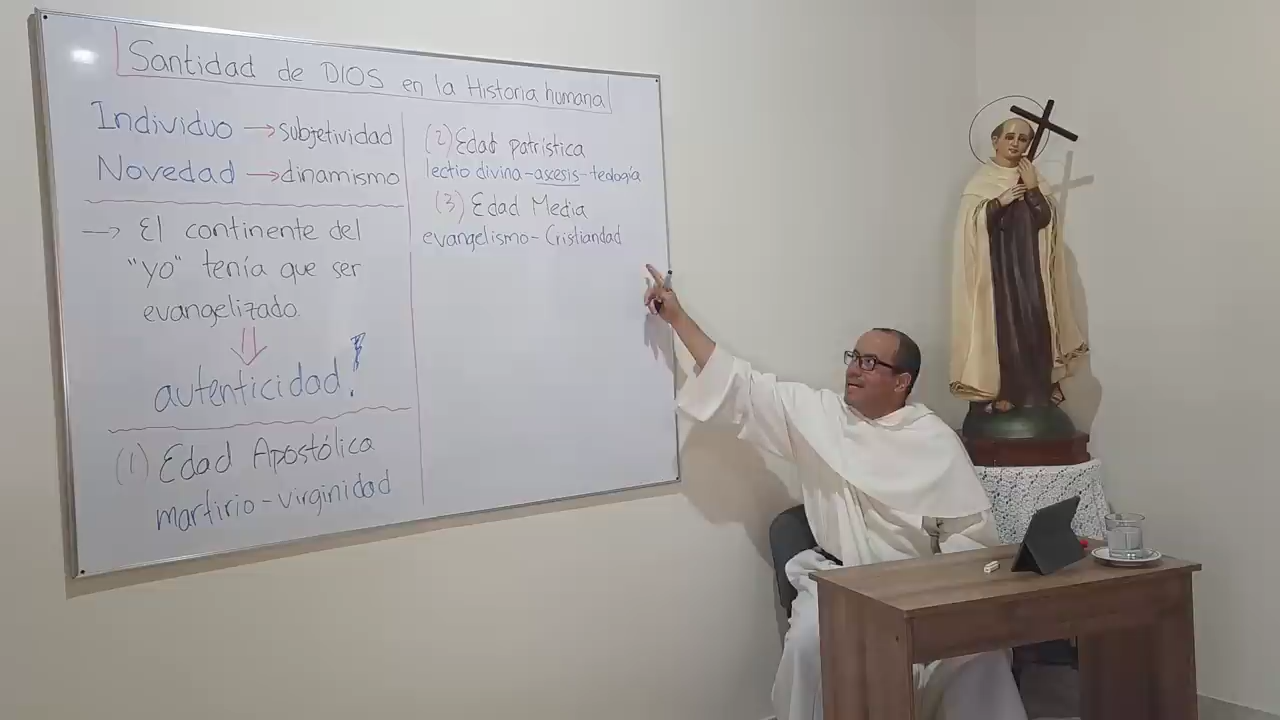 Santidad de DIOS en la Historia humana
Individuo → subjetividad
Novedad → dinamismo
→ El continente del
"yo" tenía que ser
evangelizado.
autenticidad!
(1) Edad Apostólica
martirio - virginidad
(2) Edad patrística
lectio divina - ascesis - teología
(3) Edad Media
evangelismo - Cristiandad